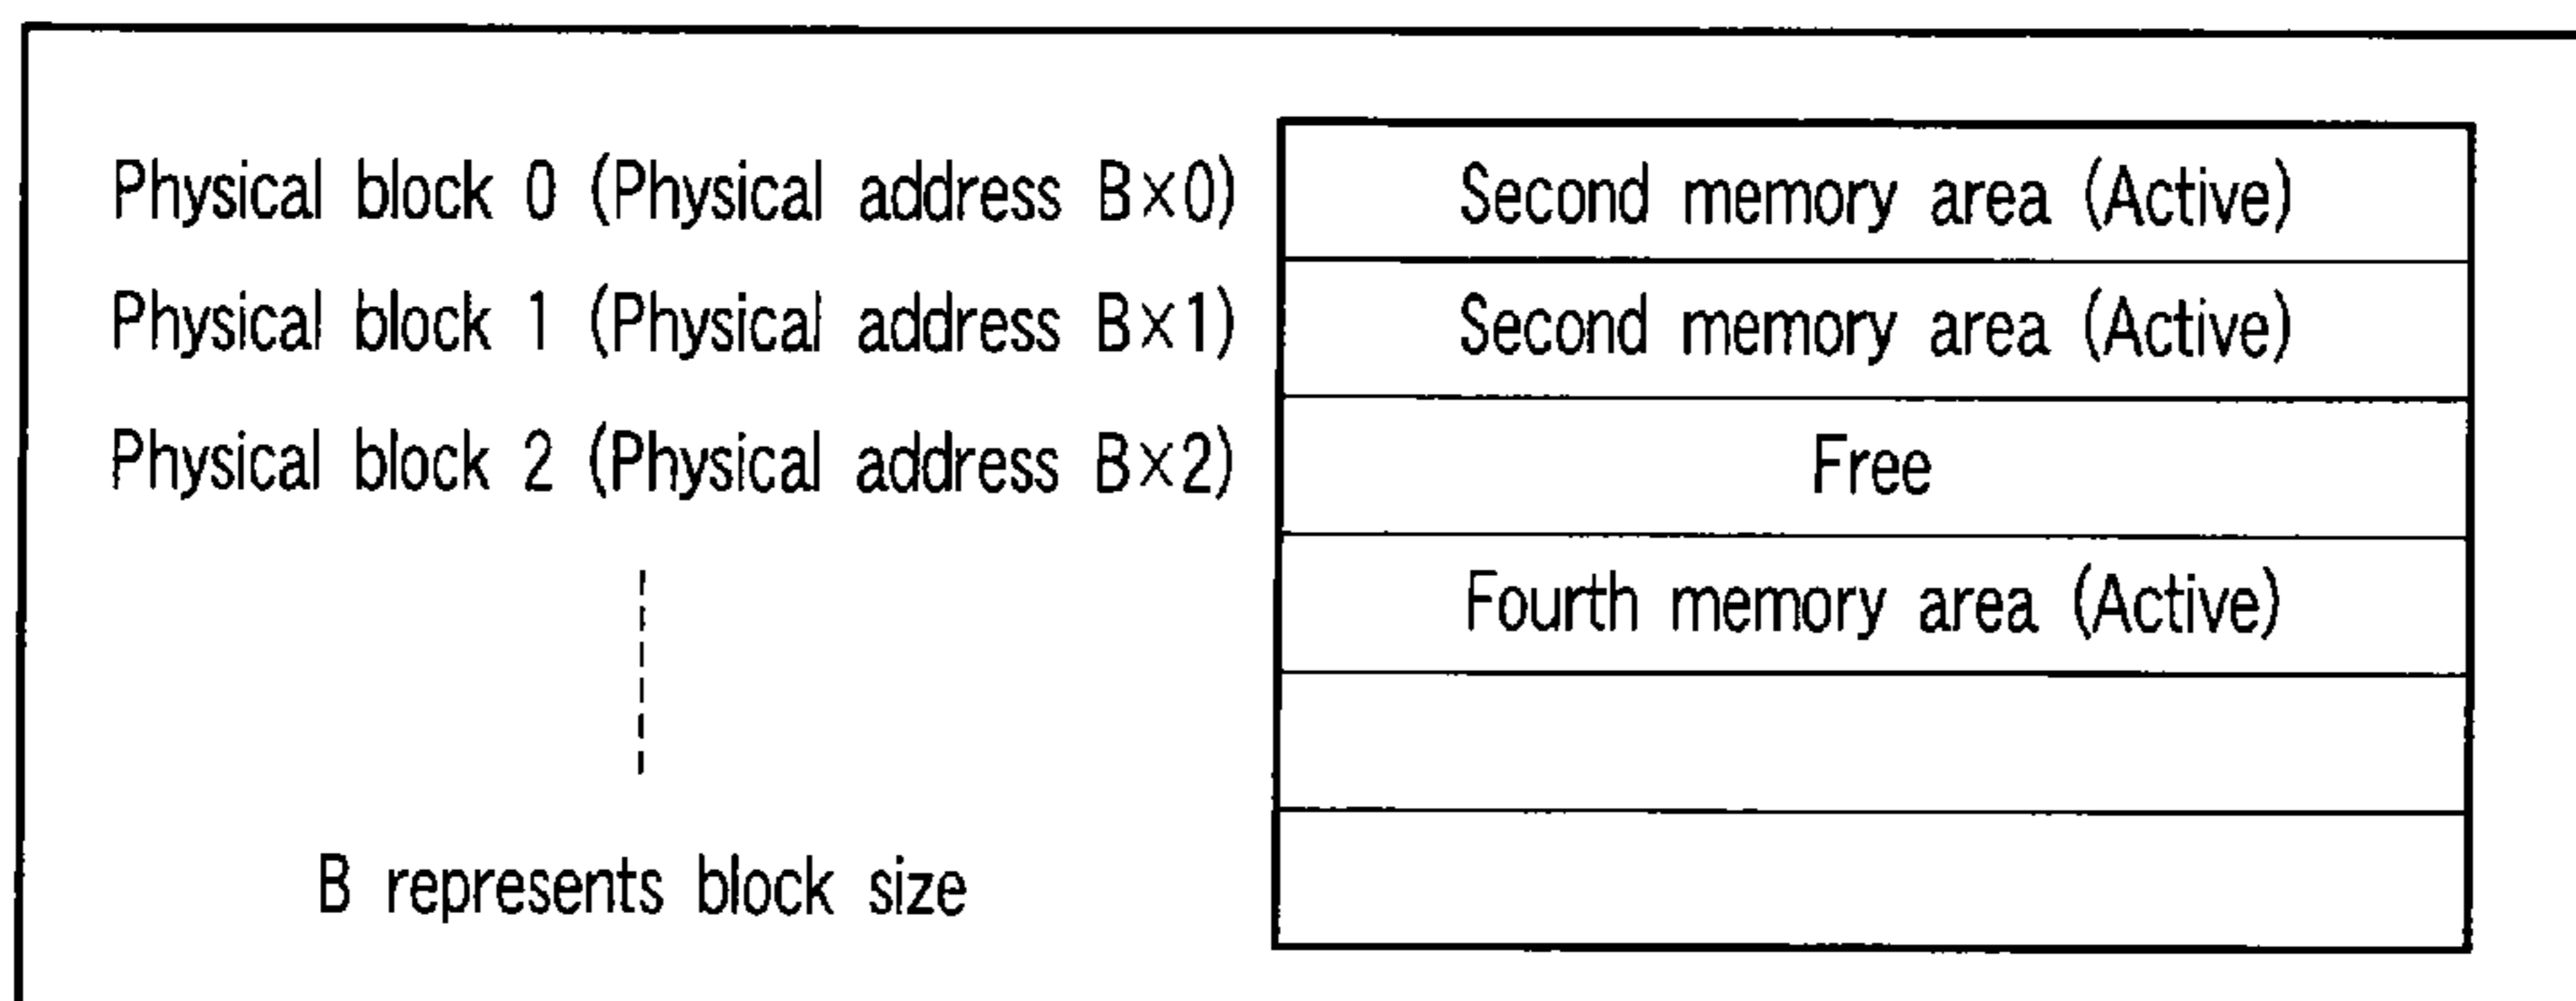 Physical block 0 (Physical address B×0) Second memory area (Active)
Physical block 1 (Physical address B×1) Second memory area (Active)
Physical block 2 (Physical address B×2) Free
Fourth memory area (Active)
B represents block size